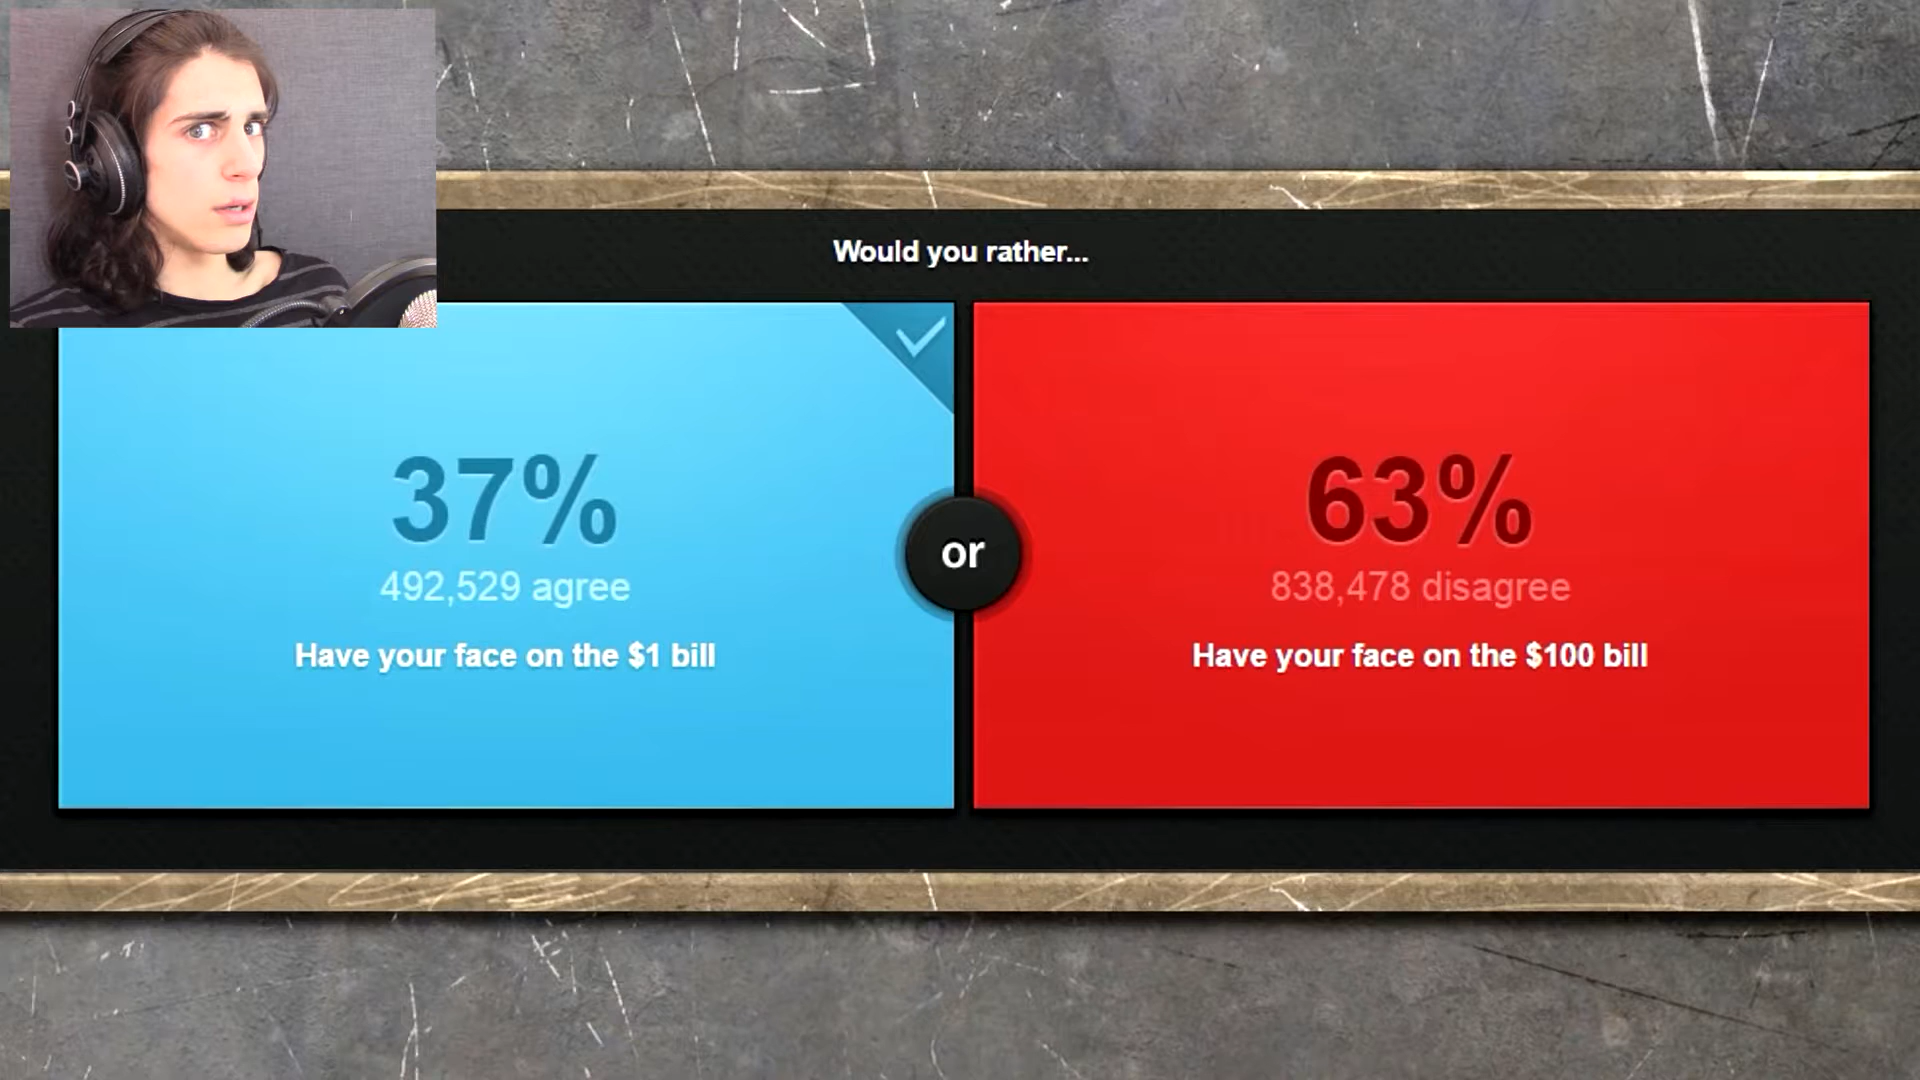 Would you rather...
37%
492,529 agree
Have your face on the $1 bill
or
63%
838,478 disagree
Have your face on the $100 bill